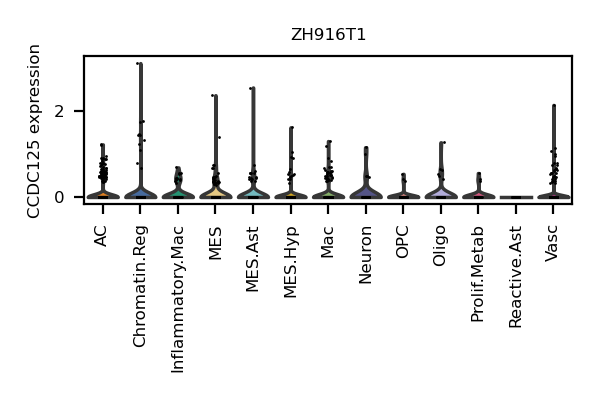 ZH916T1
CCDC125 expression
2
0
AC
Chromatin.Reg
Inflammatory.Mac
MES
MES.Ast
MES.Hyp
Mac
Neuron
OPC
Oligo
Prolif.Metab
Reactive.Ast
Vasc